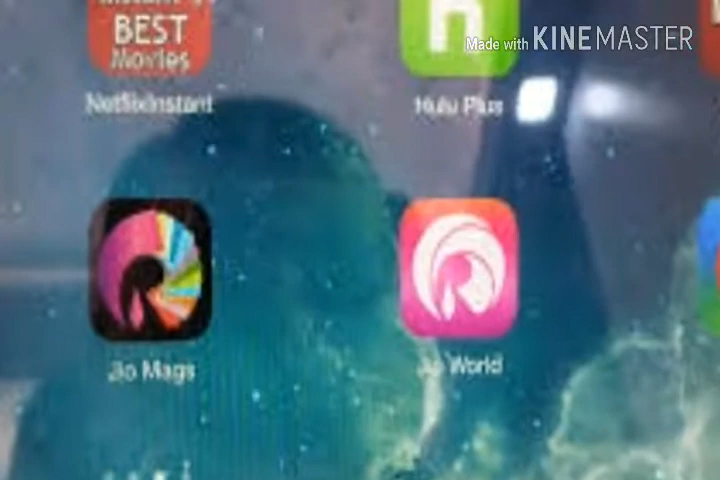 BEST
Movies
Made with KINEMASTER
NetflixInstant
Hulu Plus
Jio Mags
World